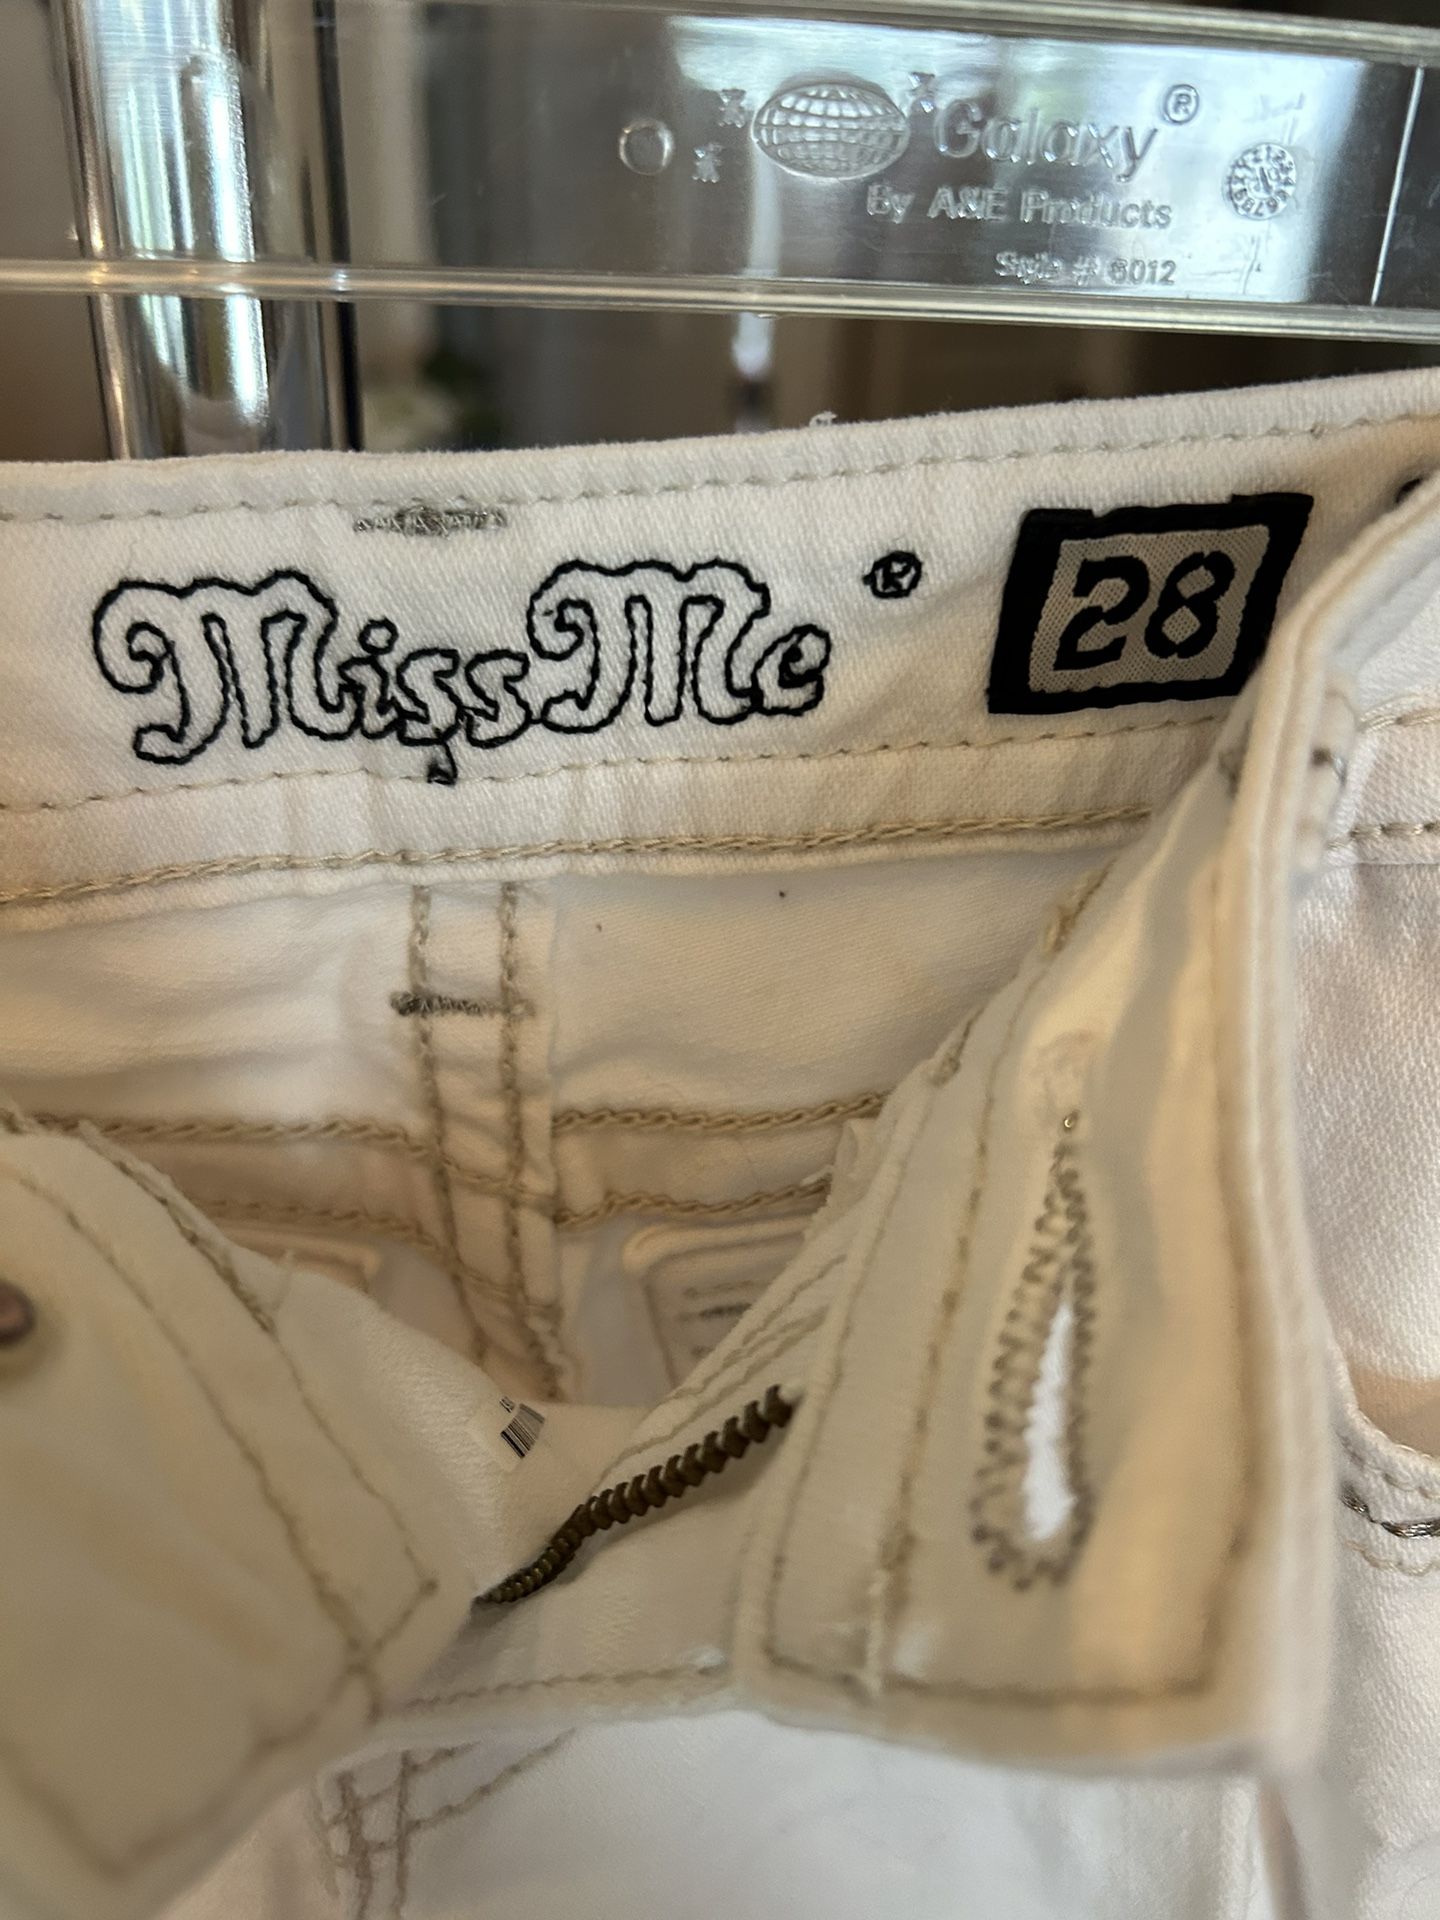 Galaxy®
By A&E Products
Style # 6012
Miss Me ®
28